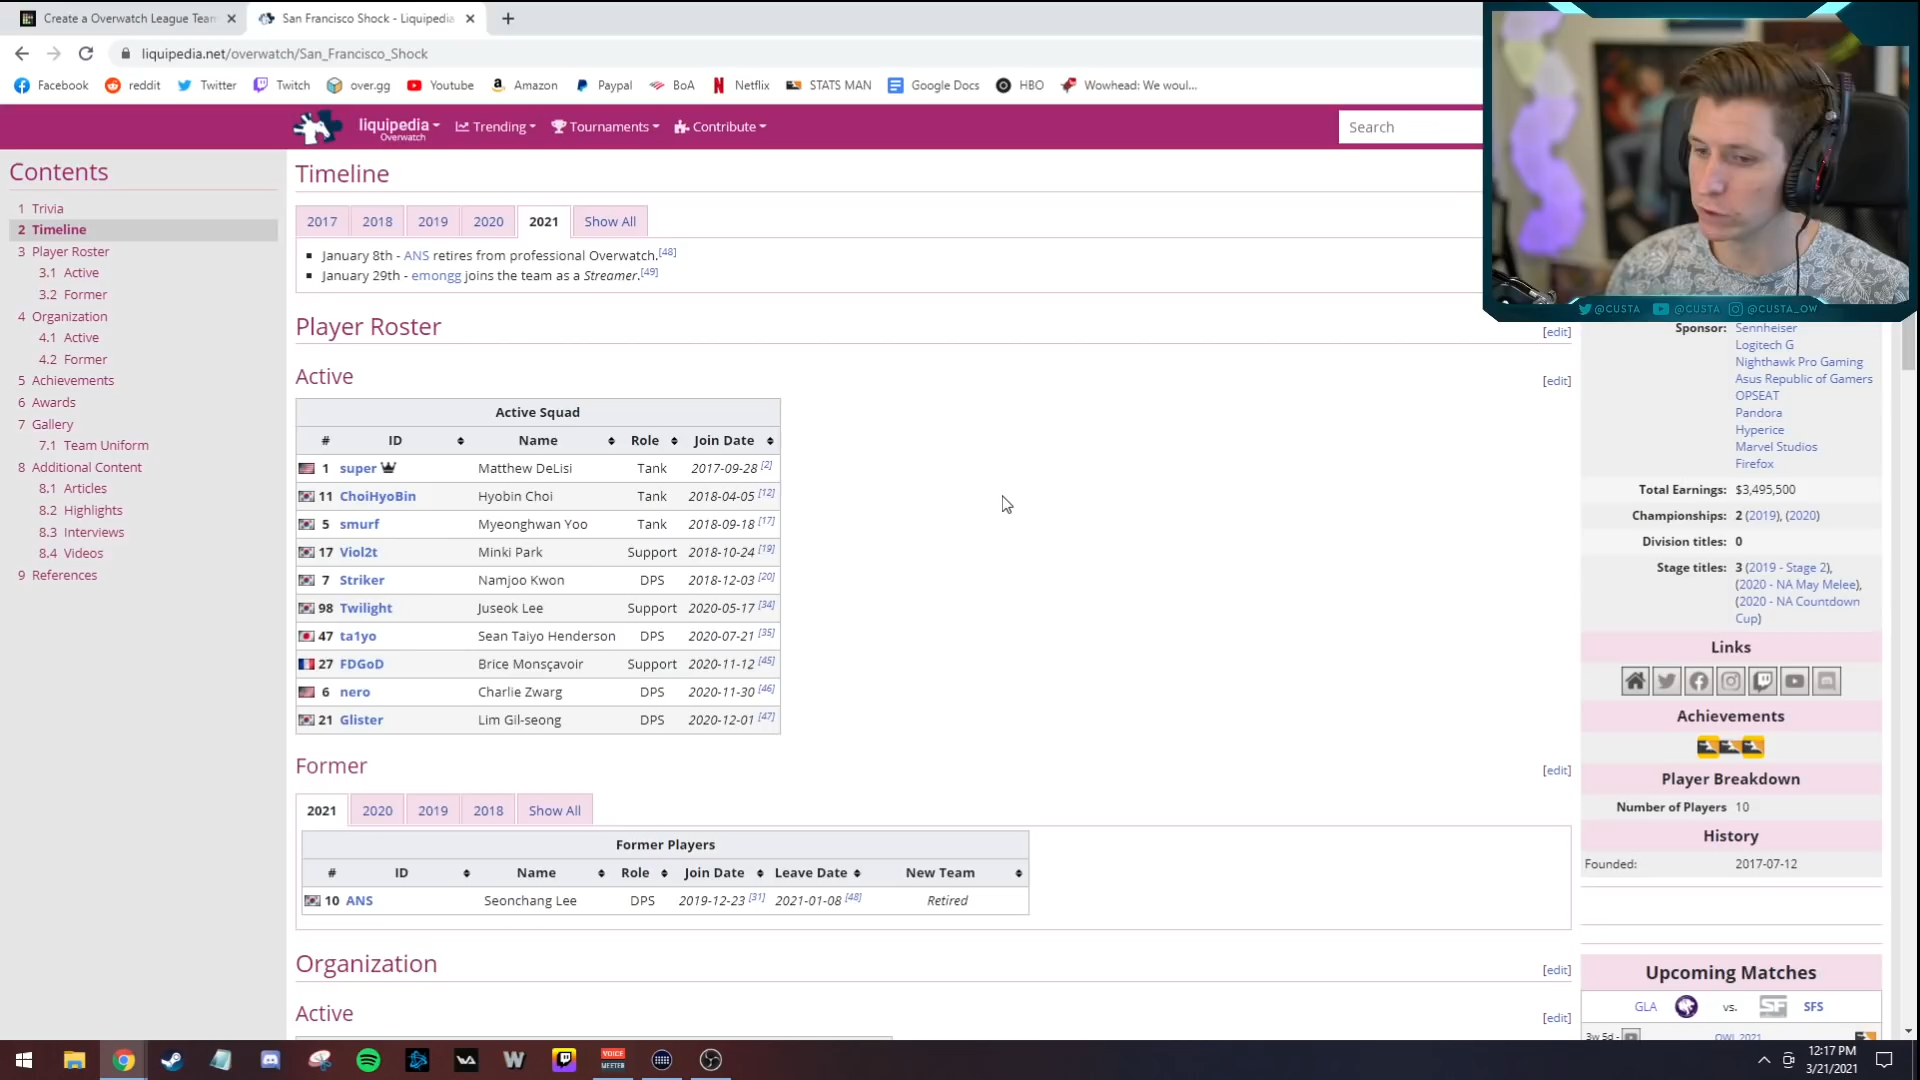 Create a Overwatch League Team
San Francisco Shock - Liquipedia
liquipedia.net/overwatch/San_Francisco_Shock
Facebook reddit Twitter Twitch over.gg Youtube Amazon Paypal BoA Netflix STATS MAN Google Docs HBO Wowhead: We woul...
liquipedia Overwatch Trending Tournaments Contribute Search
Contents
1 Trivia
2 Timeline
3 Player Roster
3.1 Active
3.2 Former
4 Organization
4.1 Active
4.2 Former
5 Achievements
6 Awards
7 Gallery
7.1 Team Uniform
8 Additional Content
8.1 Articles
8.2 Highlights
8.3 Interviews
8.4 Videos
9 References
Timeline
2017 2018 2019 2020 2021 Show All
January 8th - ANS retires from professional Overwatch.[48]
January 29th - emongg joins the team as a Streamer.[49]
Player Roster [edit]
Active [edit]
Active Squad
# ID Name Role Join Date
1 super Matthew DeLisi Tank 2017-09-28 [2]
11 ChoiHyoBin Hyobin Choi Tank 2018-04-05 [12]
5 smurf Myeonghwan Yoo Tank 2018-09-18 [17]
17 Viol2t Minki Park Support 2018-10-24 [19]
7 Striker Namjoo Kwon DPS 2018-12-03 [20]
98 Twilight Juseok Lee Support 2020-05-17 [34]
47 ta1yo Sean Taiyo Henderson DPS 2020-07-21 [35]
27 FDGoD Brice Monsçavoir Support 2020-11-12 [45]
6 nero Charlie Zwarg DPS 2020-11-30 [46]
21 Glister Lim Gil-seong DPS 2020-12-01 [47]
Former [edit]
2021 2020 2019 2018 Show All
Former Players
# ID Name Role Join Date Leave Date New Team
10 ANS Seonchang Lee DPS 2019-12-23 [31] 2021-01-08 [48] Retired
Organization [edit]
Active [edit]
@CUSTA @CUSTA @CUSTA_OW
Sponsor: Sennheiser
Logitech G
Nighthawk Pro Gaming
Asus Republic of Gamers
OPSEAT
Pandora
Hyperice
Marvel Studios
Firefox
Total Earnings: $3,495,500
Championships: 2 (2019), (2020)
Division titles: 0
Stage titles: 3 (2019 - Stage 2),
(2020 - NA May Melee),
(2020 - NA Countdown
Cup)
Links
Achievements
Player Breakdown
Number of Players 10
History
Founded: 2017-07-12
Upcoming Matches
GLA vs. SF SFS
3w 5d - OWL 2021
VOICE MEETER
12:17 PM
3/21/2021